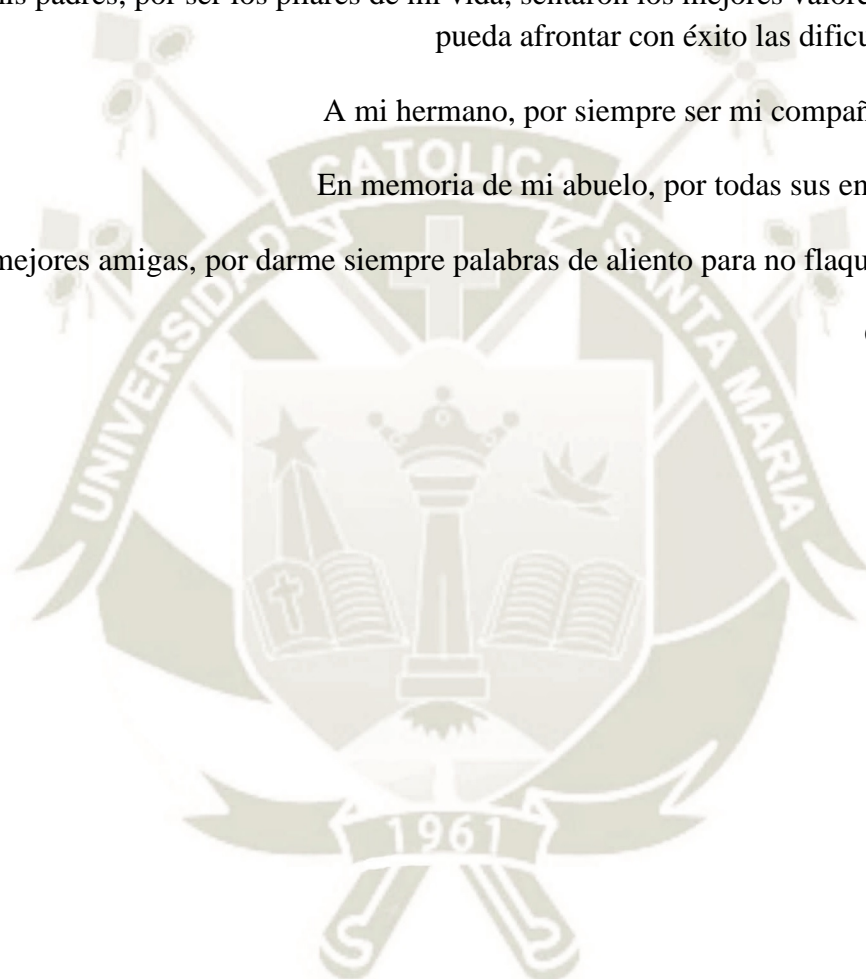 is padres, por ser los pilares de mi vida, sentaron los mejores valore
pueda afrontar con éxito las dificu
A mi hermano, por siempre ser mi compañ
En memoria de mi abuelo, por todas sus en
mejores amigas, por darme siempre palabras de aliento para no flaqu
UNIVERSIDAD CATOLICA SANTA MARIA
1961